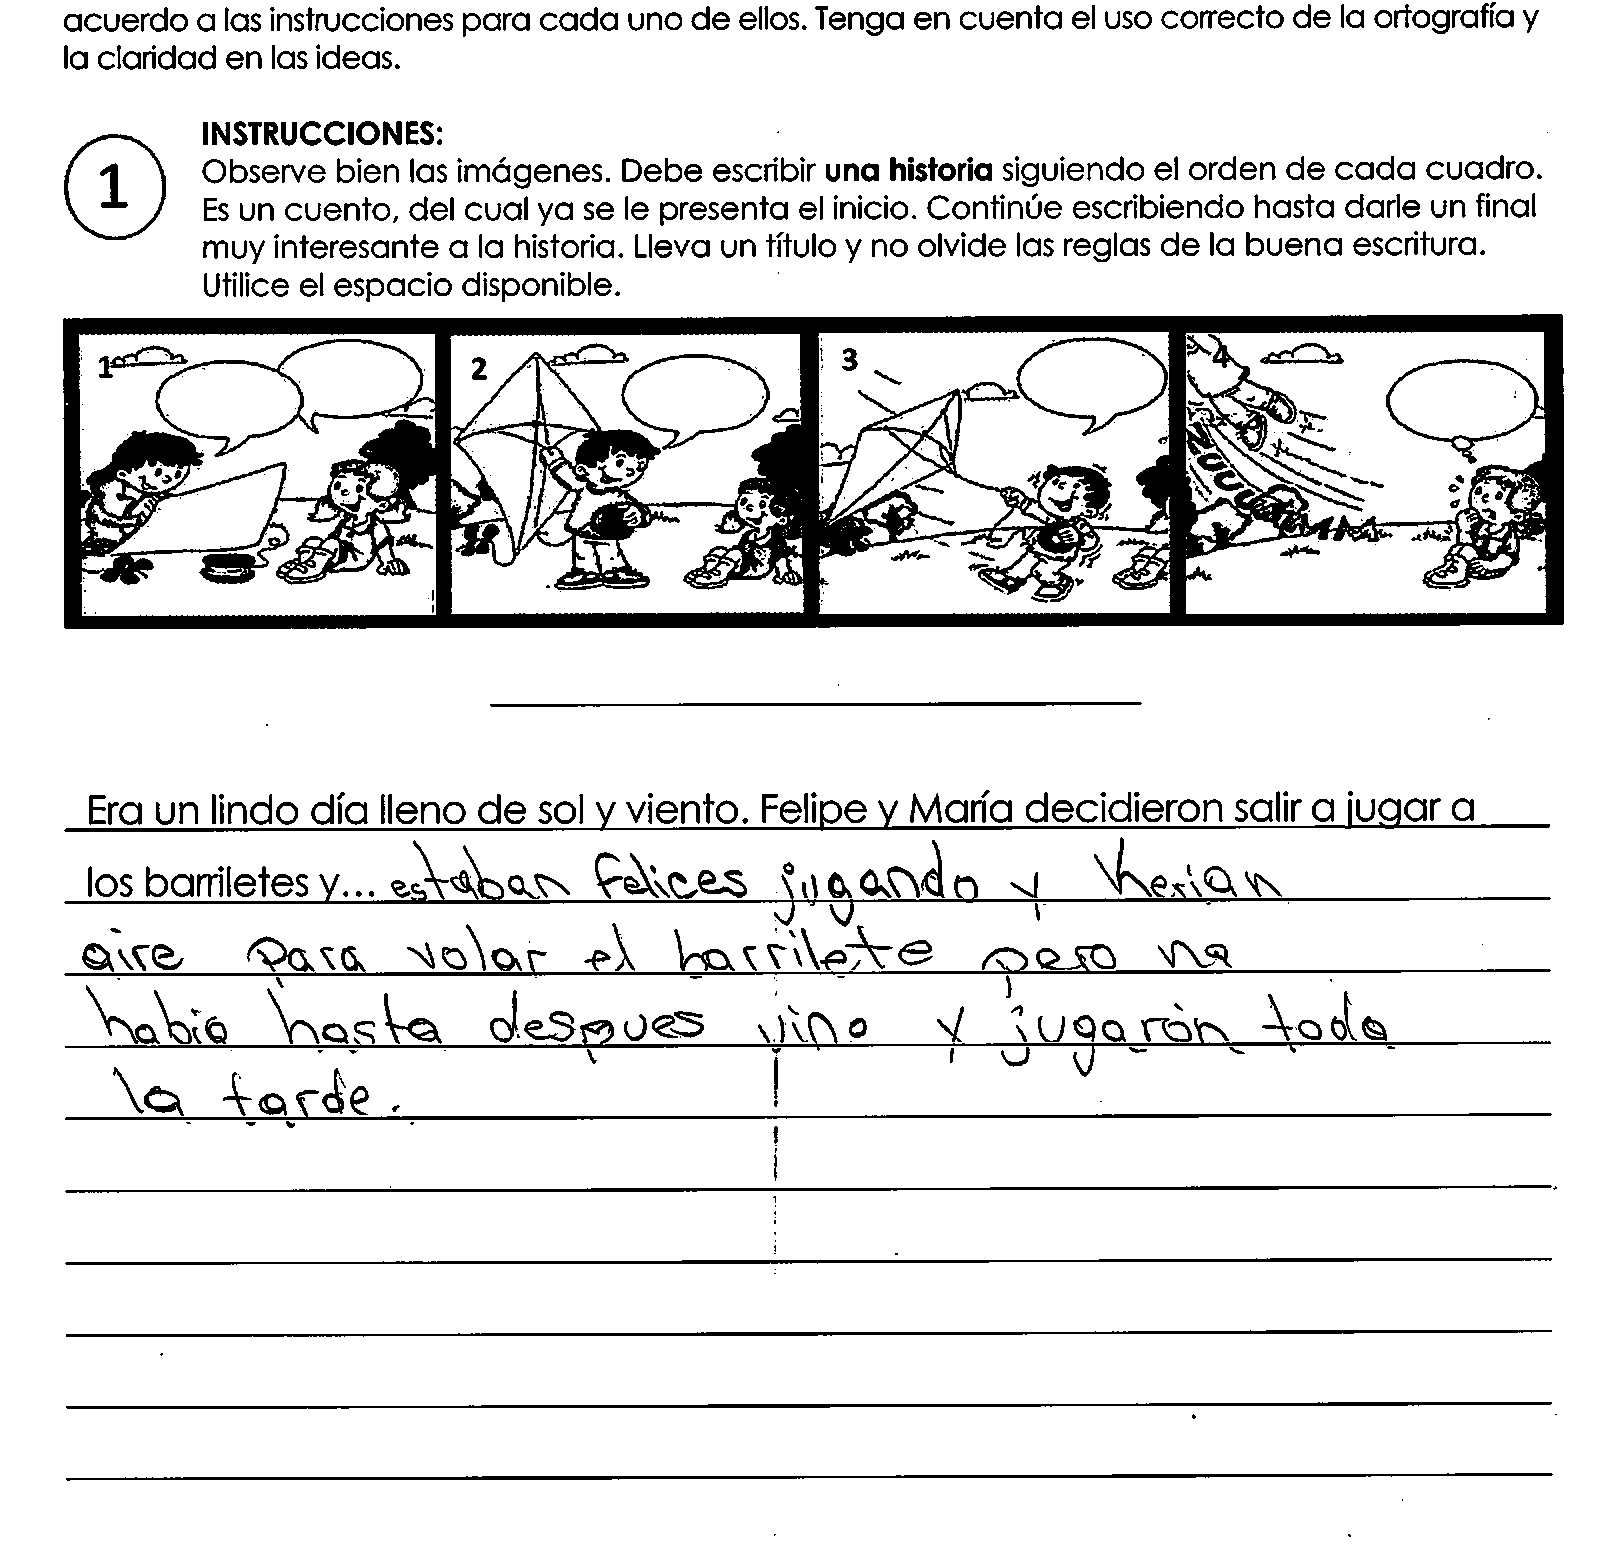 acuerdo a las instrucciones para cada uno de ellos. Tenga en cuenta el uso correcto de la ortografía y
la claridad en las ideas.
1
INSTRUCCIONES:
Observe bien las imágenes. Debe escribir una historia siguiendo el orden de cada cuadro.
Es un cuento, del cual ya se le presenta el inicio. Continúe escribiendo hasta darle un final
muy interesante a la historia. Lleva un título y no olvide las reglas de la buena escritura.
Utilice el espacio disponible.
1 2 3 4
Era un lindo día lleno de sol y viento. Felipe y María decidieron salir a jugar a
los barriletes y... estaban felices jugando y
aire para volar el barrilete pero no
habia hasta despues vino y jugarón toda
la tarde.